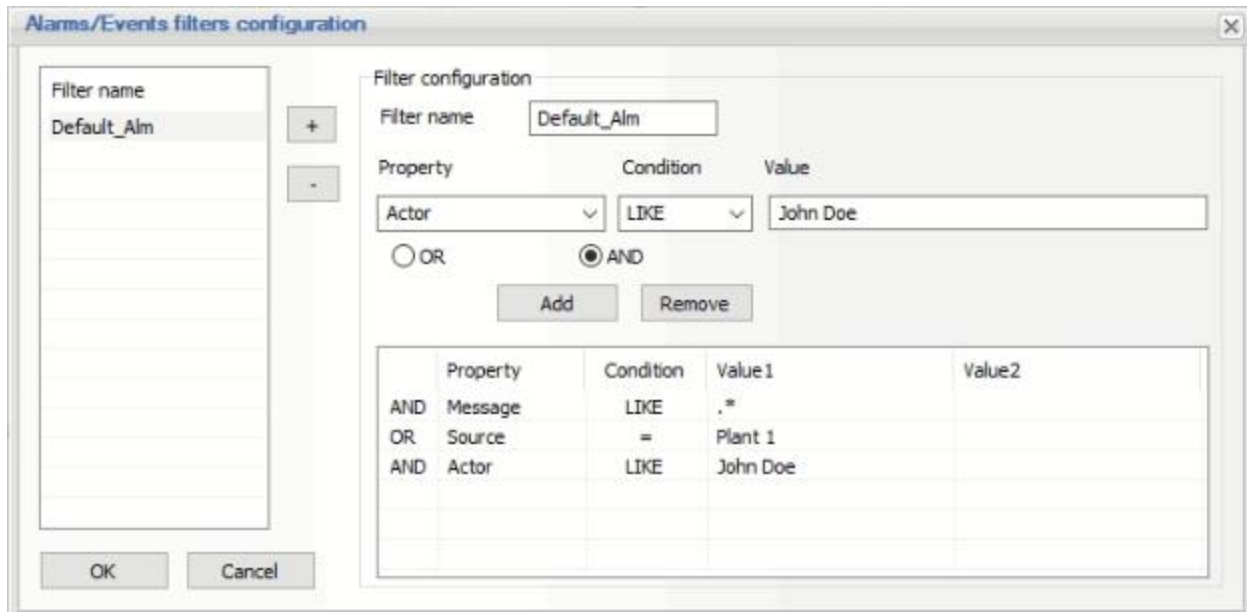 Alarms/Events filters configuration
Filter name
Default_Alm
+
-
OK Cancel
Filter configuration
Filter name Default_Alm
Property Condition Value
Actor LIKE John Doe
OR AND
Add Remove
Property Condition Value1 Value2
AND Message LIKE .*
OR Source = Plant 1
AND Actor LIKE John Doe